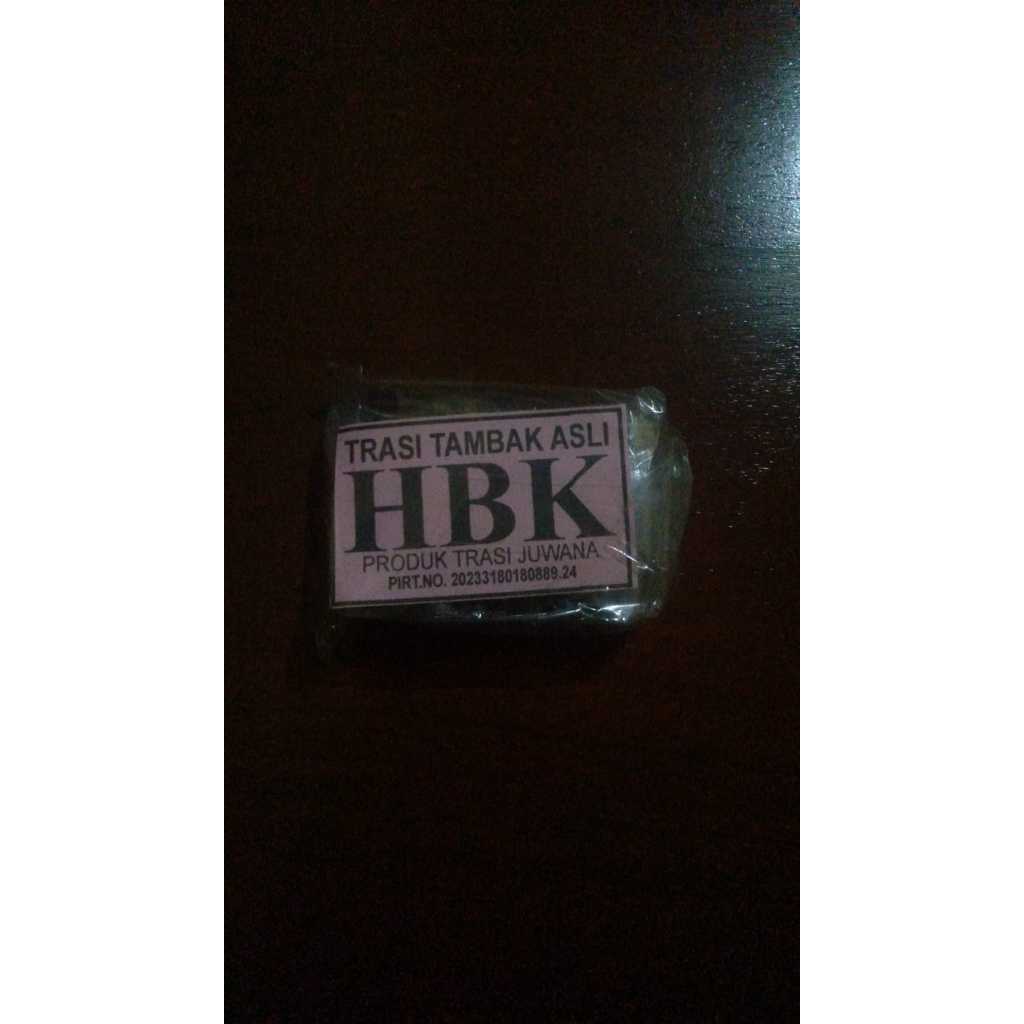 TRASI TAMBAK ASLI
HBK
PRODUK TRASI JUWANA
PIRT.NO. 20233180180889.24